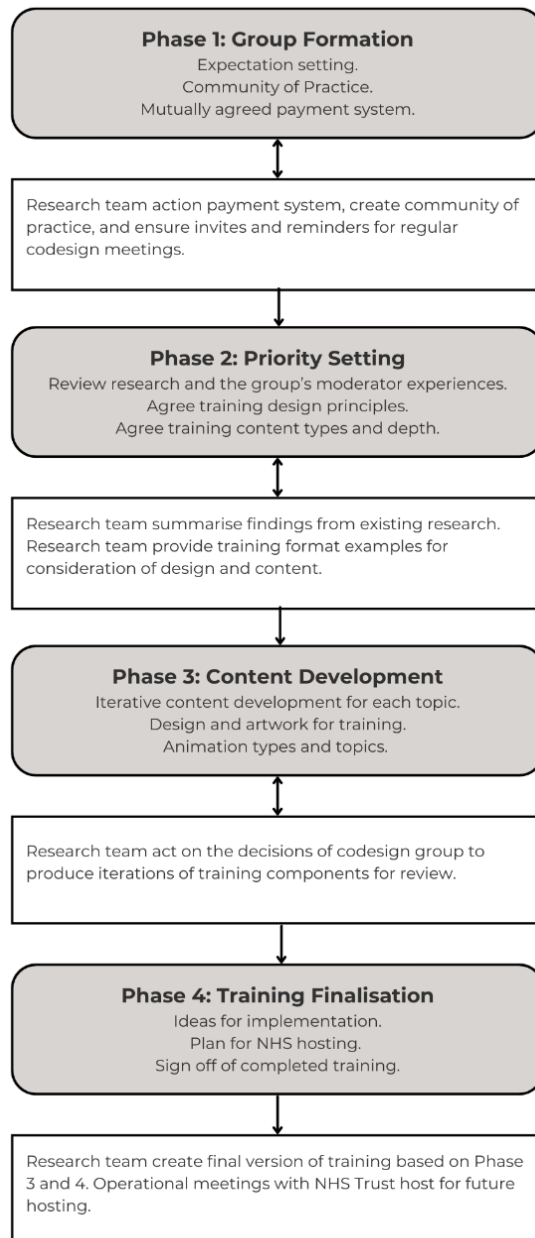 Phase 1: Group Formation
Expectation setting.
Community of Practice.
Mutually agreed payment system.
Research team action payment system, create community of
practice, and ensure invites and reminders for regular
codesign meetings.
Phase 2: Priority Setting
Review research and the group’s moderator experiences.
Agree training design principles.
Agree training content types and depth.
Research team summarise findings from existing research.
Research team provide training format examples for
consideration of design and content.
Phase 3: Content Development
Iterative content development for each topic.
Design and artwork for training.
Animation types and topics.
Research team act on the decisions of codesign group to
produce iterations of training components for review.
Phase 4: Training Finalisation
Ideas for implementation.
Plan for NHS hosting.
Sign off of completed training.
Research team create final version of training based on Phase
3 and 4. Operational meetings with NHS Trust host for future
hosting.